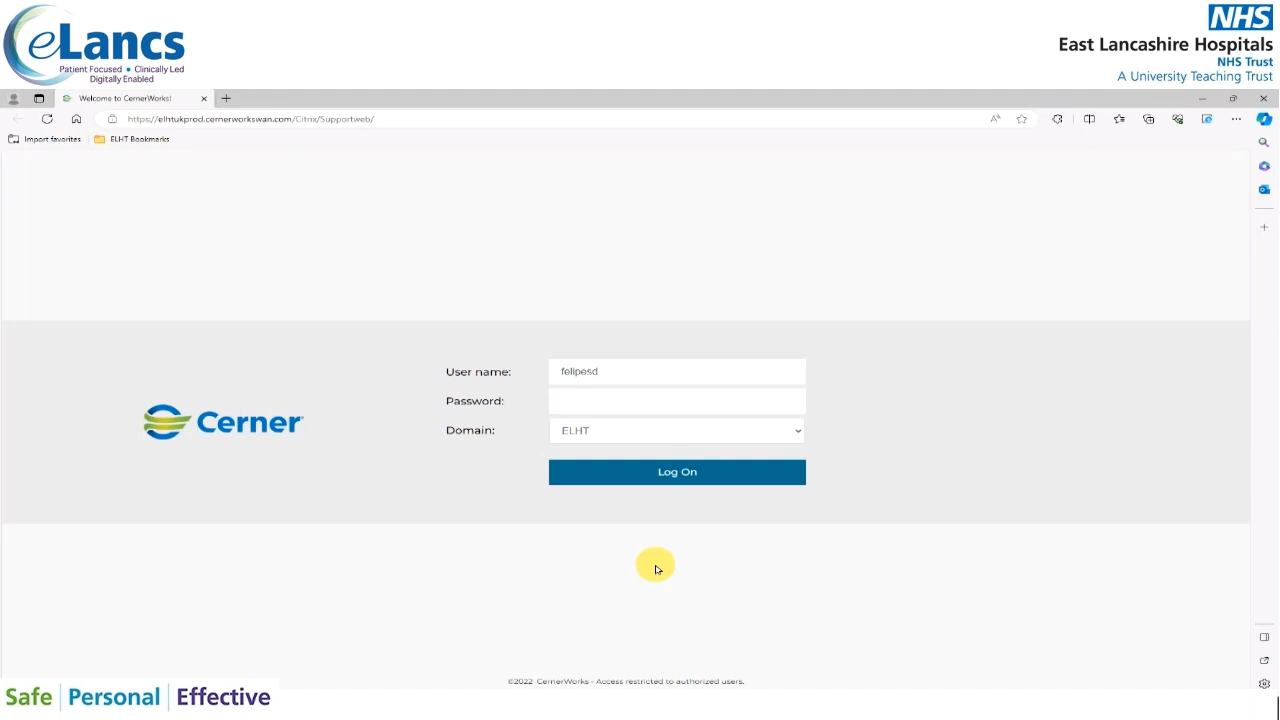 eLancs
Patient Focused • Clinically Led
Digitally Enabled
NHS
East Lancashire Hospitals
NHS Trust
A University Teaching Trust
Welcome to CernerWorks!
https://elhtukprod.cernerworkswan.com/Citrix/Supportweb/
Import favorites
ELHT Bookmarks
User name: felipesd
Password:
Domain: ELHT
Cerner
Log On
©2022 CernerWorks - Access restricted to authorized users.
Safe Personal Effective